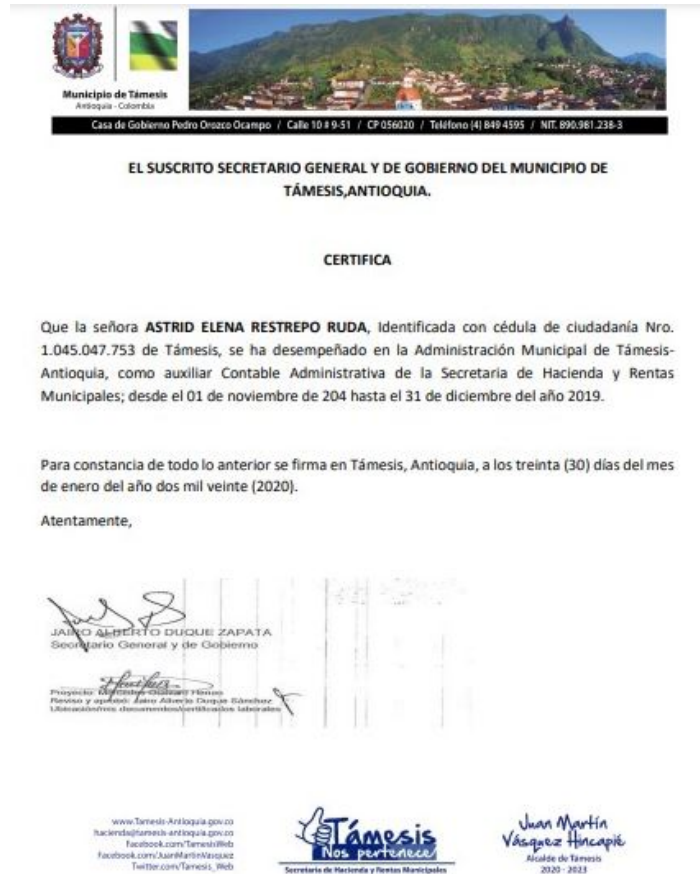 Municipio de Támesis
Antioquia - Colombia
Casa de Gobierno Pedro Orozco Ocampo / Calle 10 # 9-51 / CP 056020 / Teléfono (4) 849 4595 / NIT. 890.981.238-3
EL SUSCRITO SECRETARIO GENERAL Y DE GOBIERNO DEL MUNICIPIO DE
TÁMESIS,ANTIOQUIA.
CERTIFICA
Que la señora ASTRID ELENA RESTREPO RUDA, Identificada con cédula de ciudadanía Nro.
1.045.047.753 de Támesis, se ha desempeñado en la Administración Municipal de Támesis-
Antioquia, como auxiliar Contable Administrativa de la Secretaria de Hacienda y Rentas
Municipales; desde el 01 de noviembre de 204 hasta el 31 de diciembre del año 2019.
Para constancia de todo lo anterior se firma en Támesis, Antioquia, a los treinta (30) días del mes
de enero del año dos mil veinte (2020).
Atentamente,
JAIRO ALBERTO DUQUE ZAPATA
Secretario General y de Gobierno
Proyecto: Henao
Reviso y aprobó: Jairo Alberto Duque Sánchez
Ubicación/mis documentos/certificados laborales
www.Tamesis-Antioquia.gov.co
hacienda@tamesis-antioquia.gov.co
Facebook.com/TamesisWeb
Facebook.com/JuanMartinVasquez
Twitter.com/Tamesis_Web
Támesis
Nos pertenece
Secretaría de Hacienda y Rentas Municipales
Juan Martín
Vásquez Hincapié
Alcalde de Támesis
2020 - 2023